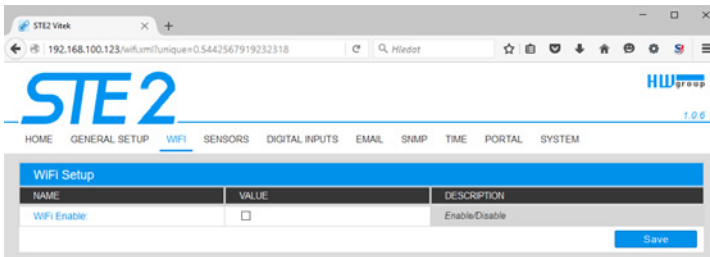 STE2 Vitek × +
192.168.100.123/wifi.xml?unique=0.5442567919232318 Hledat
STE2
HWgroup
1.0.6
HOME GENERAL SETUP WIFI SENSORS DIGITAL INPUTS EMAIL SNMP TIME PORTAL SYSTEM
WiFi Setup
NAME VALUE DESCRIPTION
WiFi Enable: Enable/Disable
Save